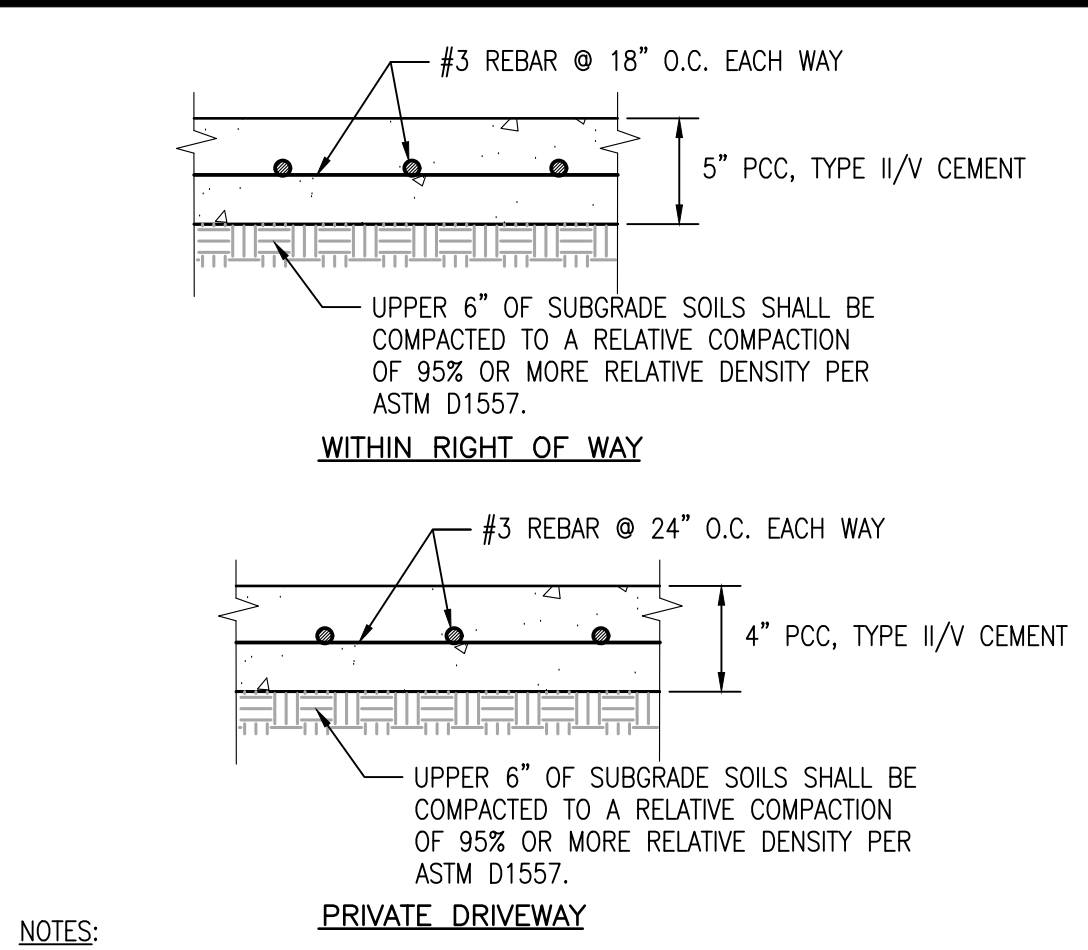 #3 REBAR @ 18" O.C. EACH WAY
5" PCC, TYPE II/V CEMENT
UPPER 6" OF SUBGRADE SOILS SHALL BE
COMPACTED TO A RELATIVE COMPACTION
OF 95% OR MORE RELATIVE DENSITY PER
ASTM D1557.
WITHIN RIGHT OF WAY
#3 REBAR @ 24" O.C. EACH WAY
4" PCC, TYPE II/V CEMENT
UPPER 6" OF SUBGRADE SOILS SHALL BE
COMPACTED TO A RELATIVE COMPACTION
OF 95% OR MORE RELATIVE DENSITY PER
ASTM D1557.
PRIVATE DRIVEWAY
NOTES: